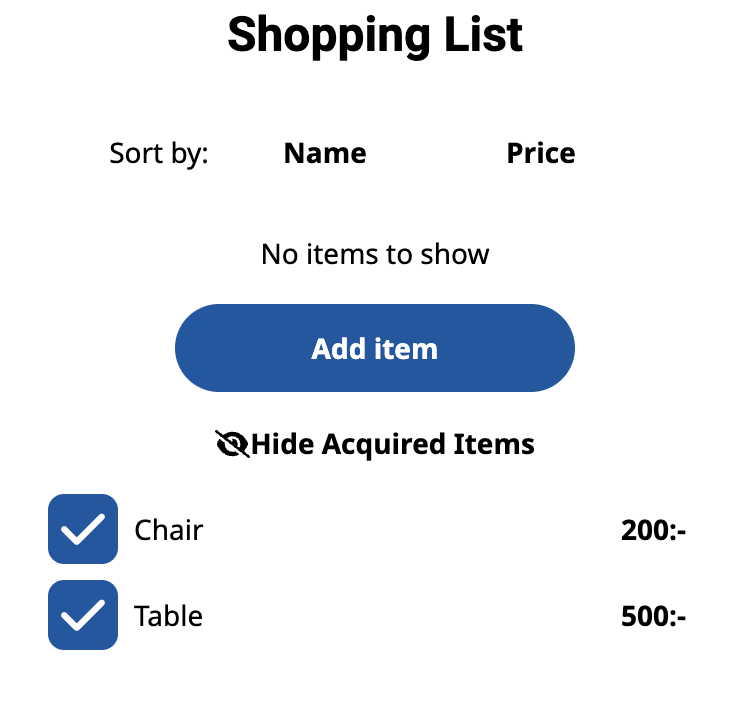 Shopping List
Sort by: Name Price
No items to show
Add item
Hide Acquired Items
Chair 200:-
Table 500:-